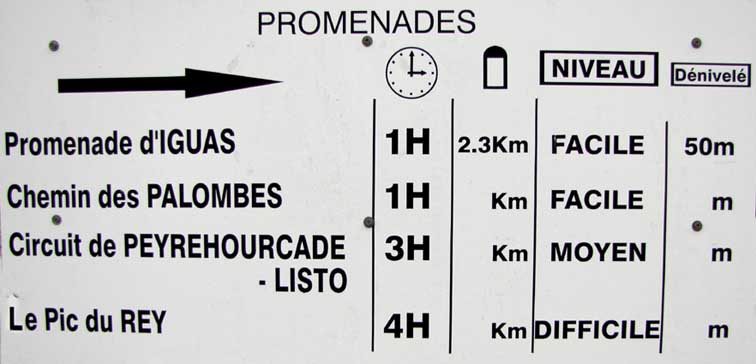 PROMENADES
NIVEAU Dénivelé
Promenade d'IGUAS 1H 2.3Km FACILE 50m
Chemin des PALOMBES 1H Km FACILE m
Circuit de PEYREHOURCADE 3H Km MOYEN m
- LISTO
Le Pic du REY 4H Km DIFFICILE m